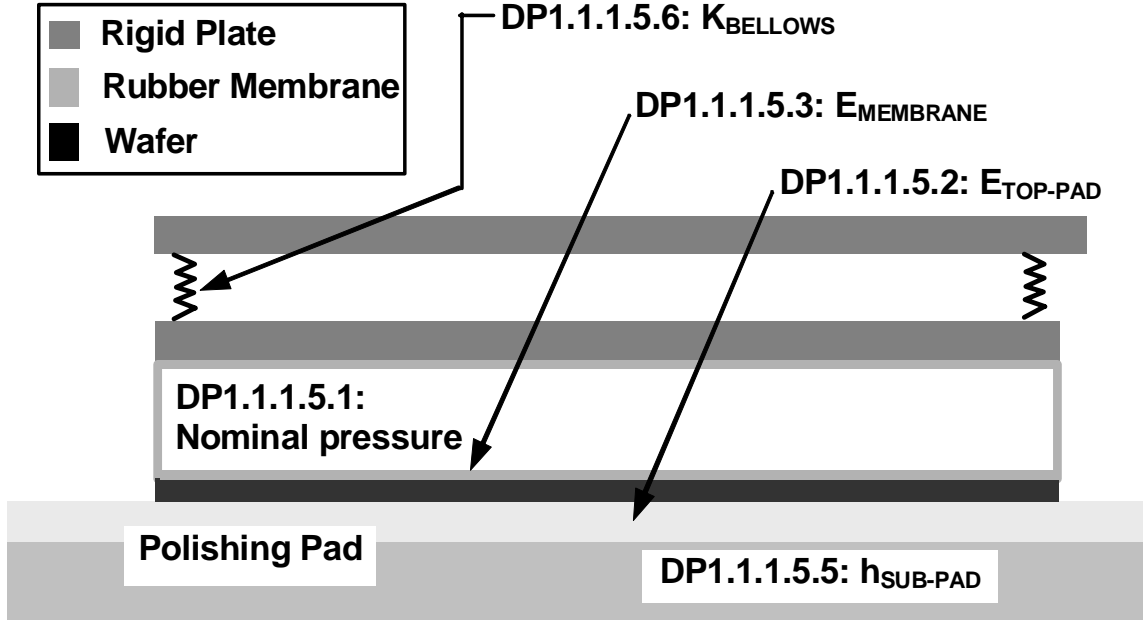 DP1.1.1.5.6: KBELLOWS
Rigid Plate
Rubber Membrane
Wafer
DP1.1.1.5.3: EMEMBRANE
DP1.1.1.5.2: ETOP-PAD
DP1.1.1.5.1:
Nominal pressure
Polishing Pad
DP1.1.1.5.5: hSUB-PAD